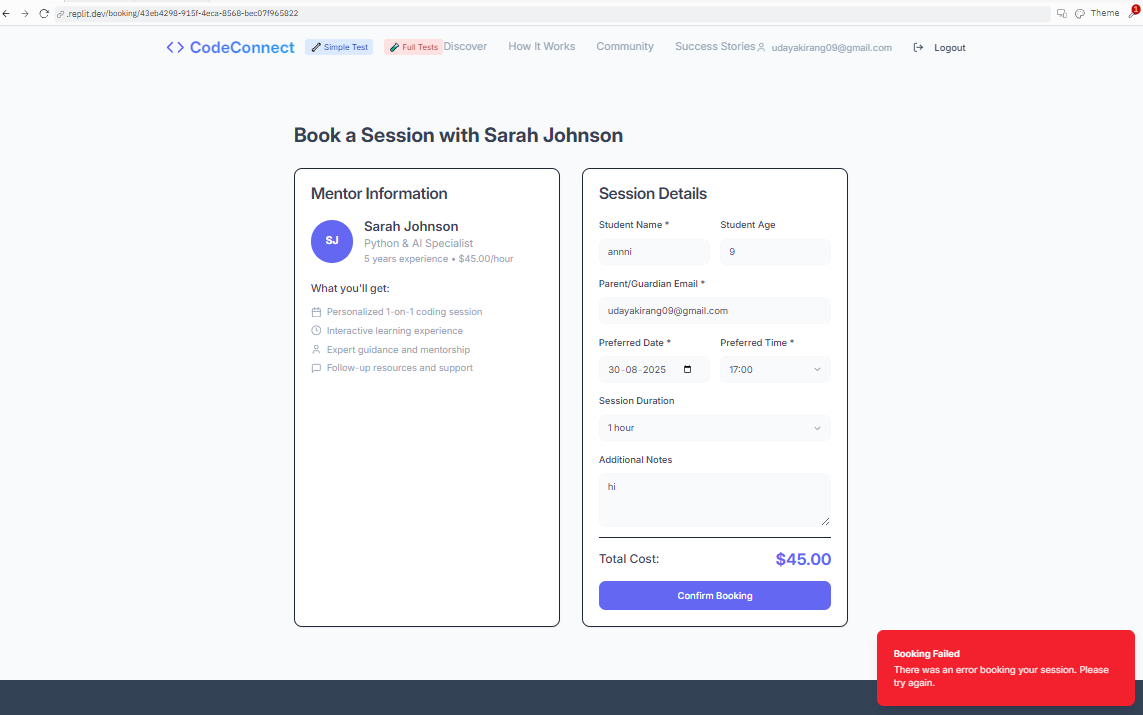 .replit.dev/booking/43eb4298-915f-4eca-8568-bec07f965822
Theme
1
<> CodeConnect
Simple Test
Full Tests
Discover
How It Works
Community
Success Stories
udayakirang09@gmail.com
Logout
Book a Session with Sarah Johnson
Mentor Information
SJ
Sarah Johnson
Python & AI Specialist
5 years experience • $45.00/hour
What you'll get:
Personalized 1-on-1 coding session
Interactive learning experience
Expert guidance and mentorship
Follow-up resources and support
Session Details
Student Name * Student Age
annni 9
Parent/Guardian Email *
udayakirang09@gmail.com
Preferred Date * Preferred Time *
30-08-2025 17:00
Session Duration
1 hour
Additional Notes
hi
Total Cost: $45.00
Confirm Booking
Booking Failed
There was an error booking your session. Please
try again.